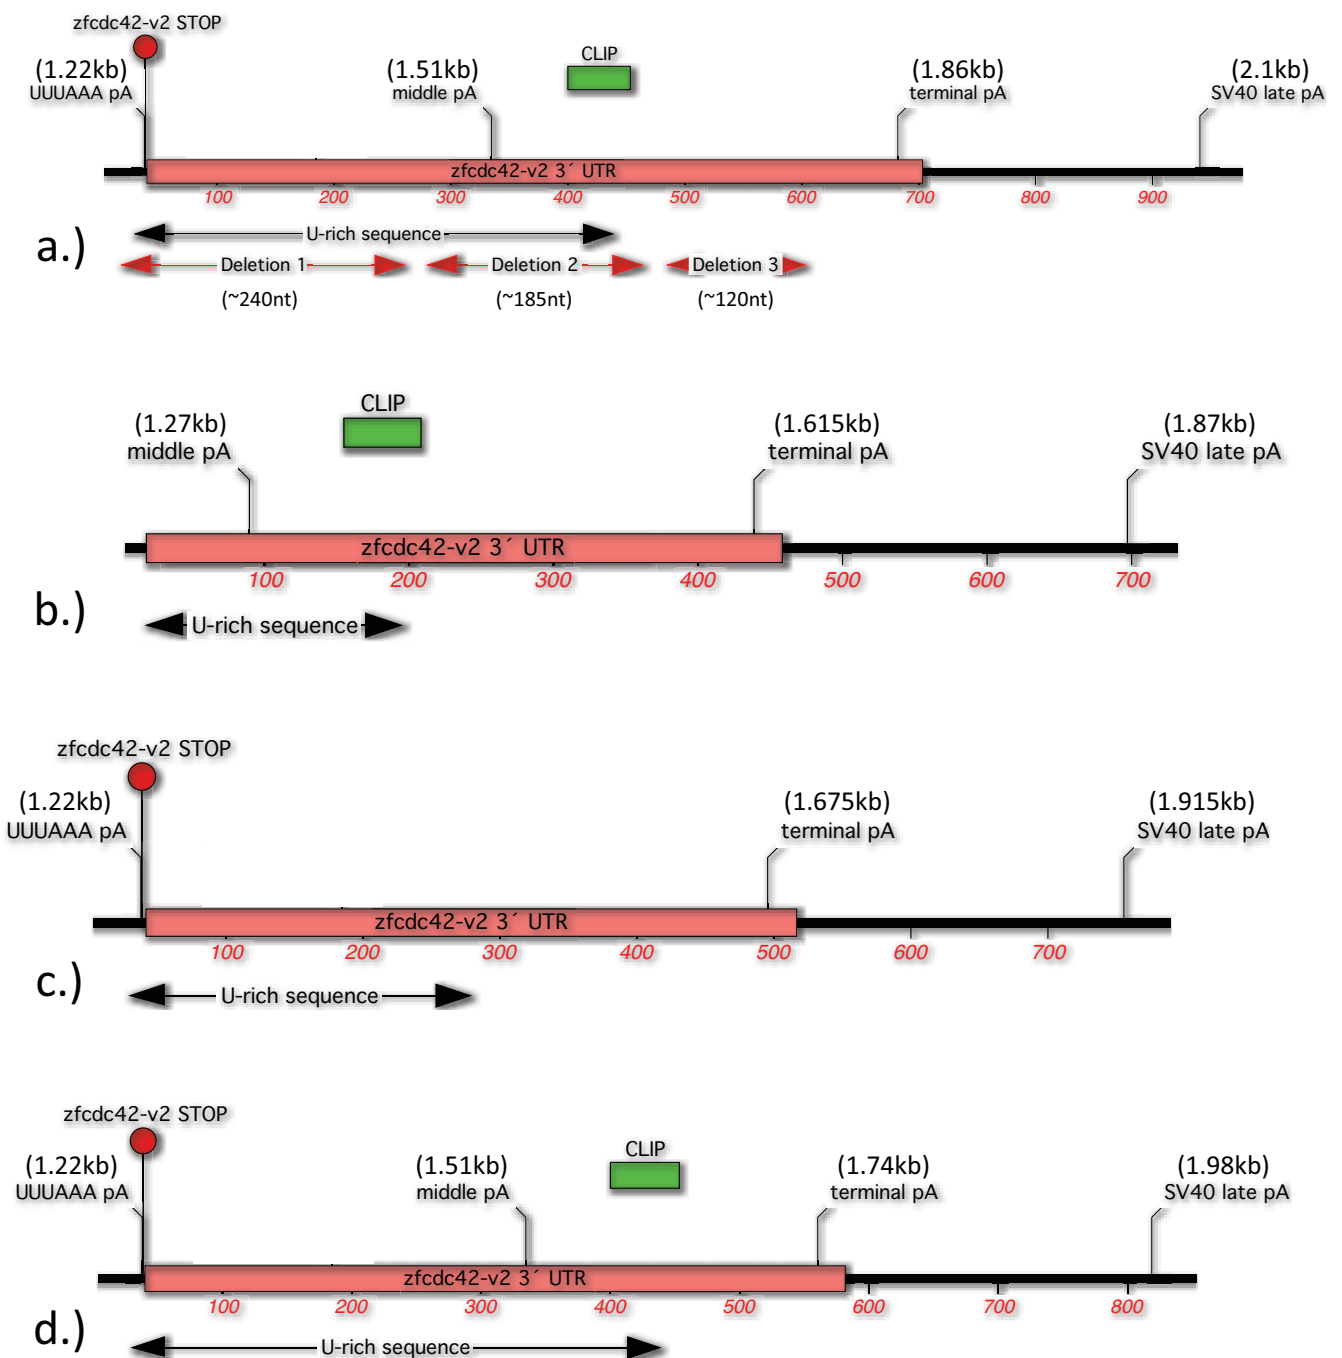 zfcdc42-v2 STOP
CLIP
(1.22kb) (1.51kb) (1.86kb) (2.1kb)
UUUAAA pA middle pA terminal pA SV40 late pA
zfcdc42-v2 3´ UTR
100 200 300 400 500 600 700 800 900
U-rich sequence
a.)
Deletion 1 Deletion 2 Deletion 3
(~240nt) (~185nt) (~120nt)
CLIP
(1.27kb) (1.615kb) (1.87kb)
middle pA terminal pA SV40 late pA
zfcdc42-v2 3´ UTR
100 200 300 400 500 600 700
b.)
U-rich sequence
zfcdc42-v2 STOP
(1.22kb) (1.675kb) (1.915kb)
UUUAAA pA terminal pA SV40 late pA
zfcdc42-v2 3´ UTR
100 200 300 400 500 600 700
c.)
U-rich sequence
zfcdc42-v2 STOP
CLIP
(1.22kb) (1.51kb) (1.74kb) (1.98kb)
UUUAAA pA middle pA terminal pA SV40 late pA
zfcdc42-v2 3´ UTR
100 200 300 400 500 600 700 800
d.)
U-rich sequence